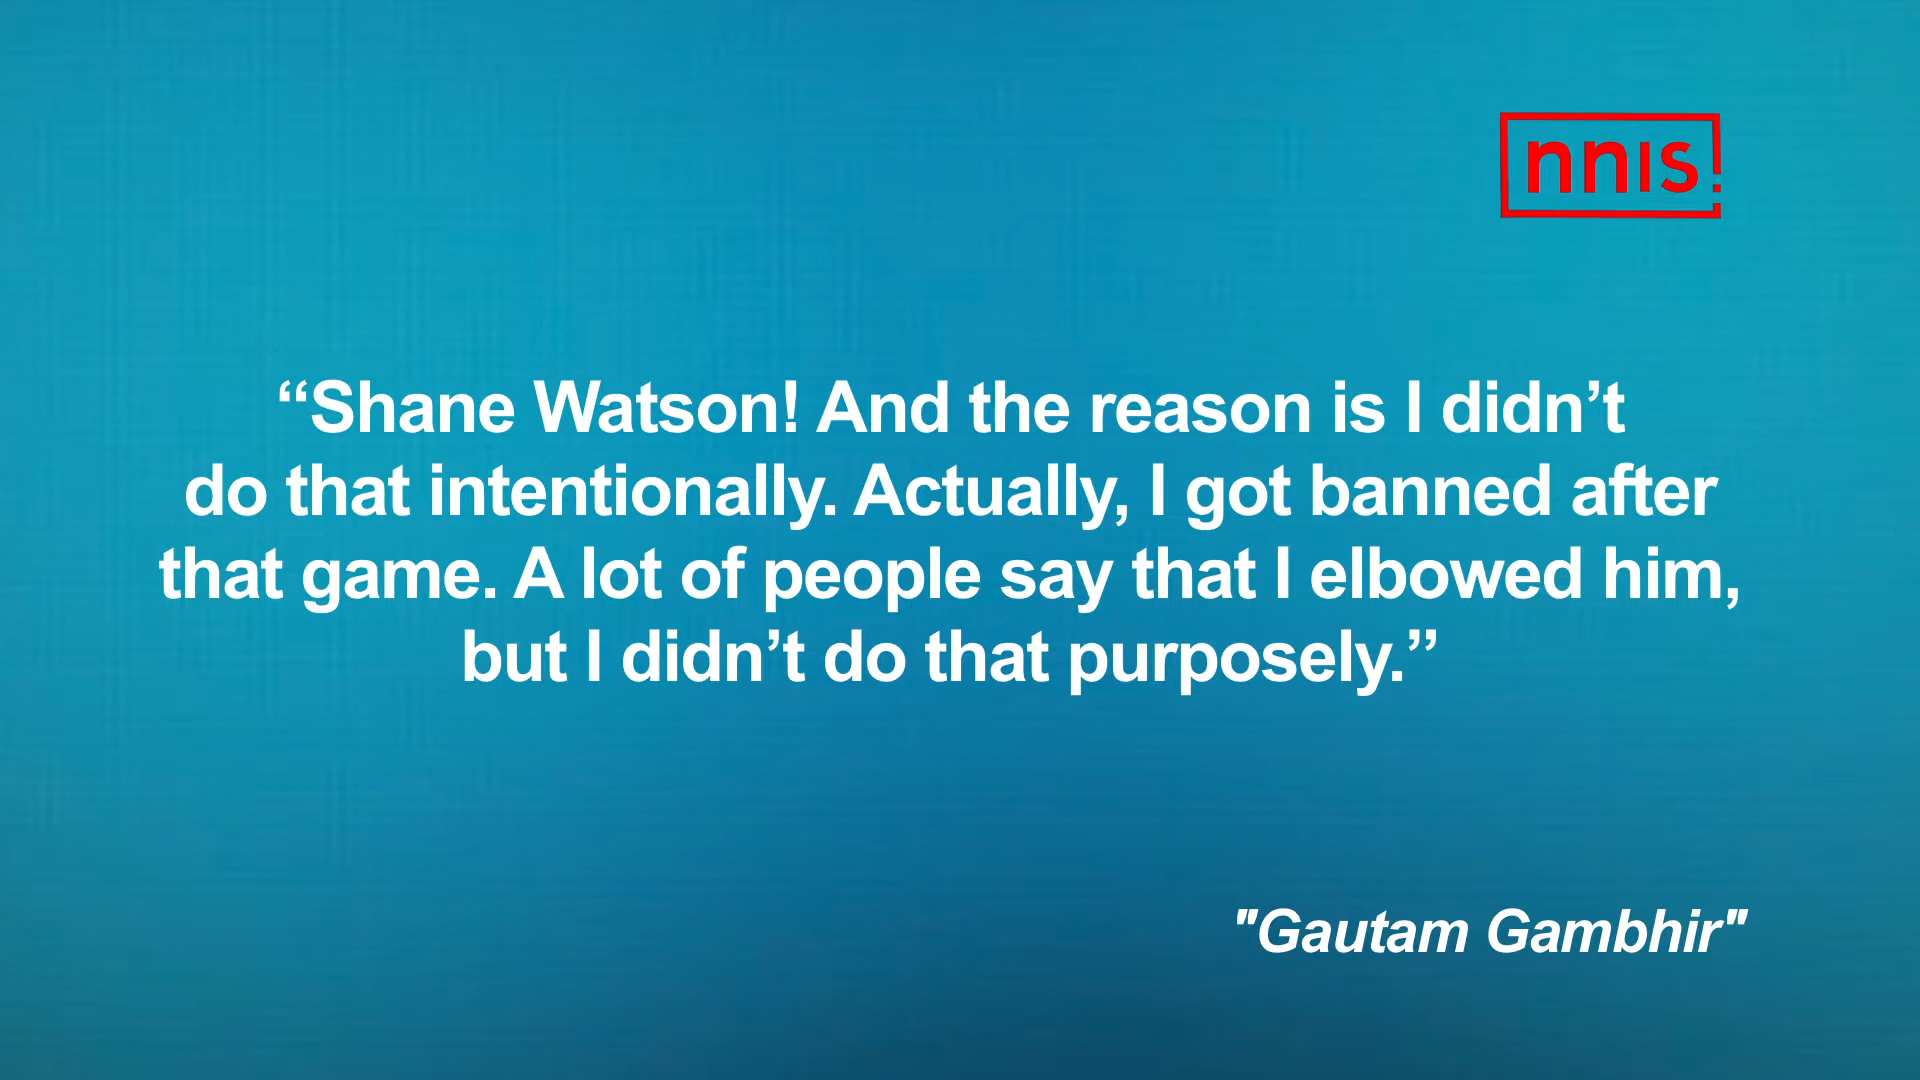 nnis!
“Shane Watson! And the reason is I didn’t
do that intentionally. Actually, I got banned after
that game. A lot of people say that I elbowed him,
but I didn’t do that purposely.”
"Gautam Gambhir"